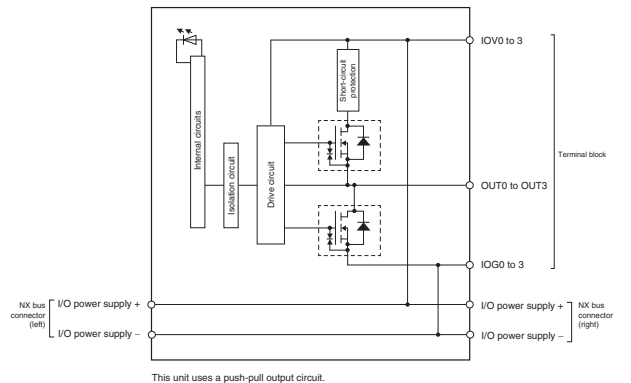 IOV0 to 3
Short-circuit
protection
Internal circuits
Isolation circuit
Drive circuit
Terminal block
OUT0 to OUT3
IOG0 to 3
NX bus
connector
(left)
I/O power supply +
I/O power supply –
I/O power supply +
I/O power supply –
NX bus
connector
(right)
This unit uses a push-pull output circuit.